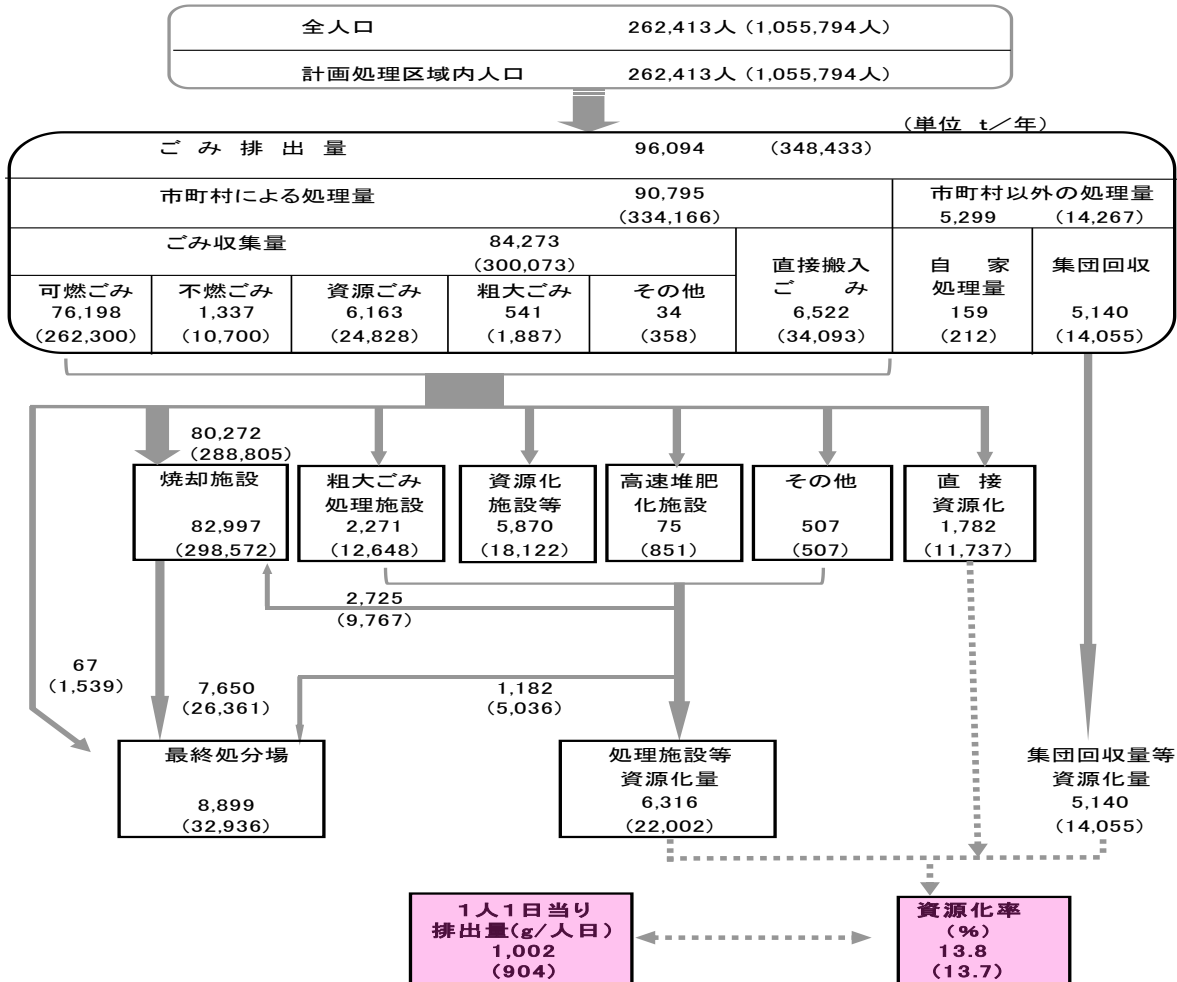 全人口 262,413人（1,055,794人）
計画処理区域内人口 262,413人（1,055,794人）
（単位 t／年）
ごみ排出量 96,094 （348,433）
市町村による処理量 90,795
（334,166）
市町村以外の処理量
5,299 （14,267）
ごみ収集量 84,273
（300,073）
可燃ごみ
76,198
（262,300）
不燃ごみ
1,337
（10,700）
資源ごみ
6,163
（24,828）
粗大ごみ
541
（1,887）
その他
34
（358）
直接搬入
ごみ
6,522
（34,093）
自家
処理量
159
（212）
集団回収
5,140
（14,055）
80,272
（288,805）
焼却施設
82,997
（298,572）
粗大ごみ
処理施設
2,271
（12,648）
資源化
施設等
5,870
（18,122）
高速堆肥
化施設
75
（851）
その他
507
（507）
直接
資源化
1,782
（11,737）
2,725
（9,767）
67
（1,539）
7,650
（26,361）
1,182
（5,036）
最終処分場
8,899
（32,936）
処理施設等
資源化量
6,316
（22,002）
集団回収量等
資源化量
5,140
（14,055）
1人1日当り
排出量(g/人日)
1,002
（904）
資源化率
（%）
13.8
（13.7）